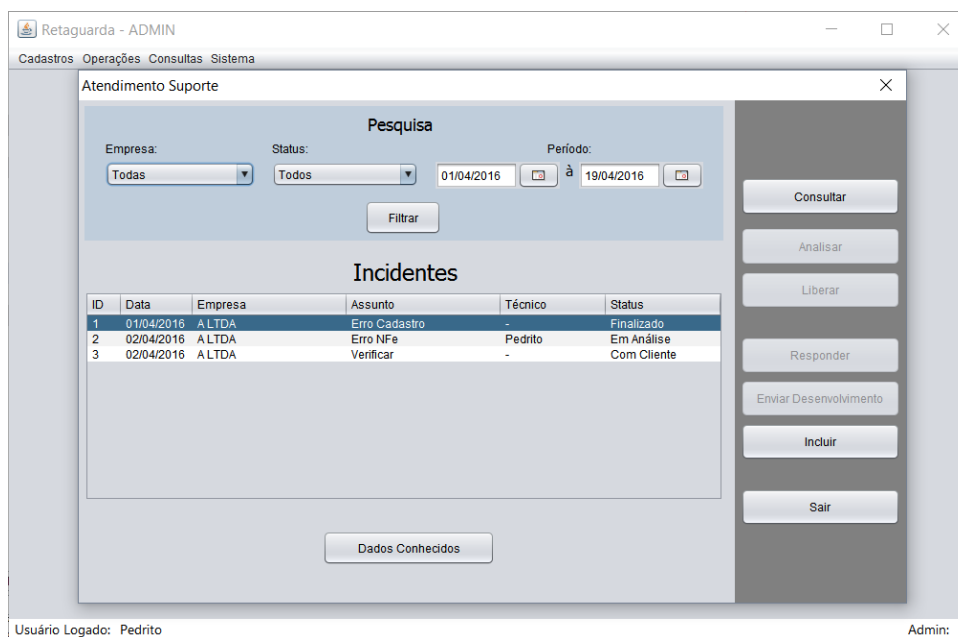 Retaguarda - ADMIN
Cadastros Operações Consultas Sistema
Atendimento Suporte
Pesquisa
Empresa: Status: Período:
Todas Todos 01/04/2016 à 19/04/2016
Filtrar
Consultar
Analisar
Liberar
Responder
Enviar Desenvolvimento
Incluir
Sair
Incidentes
ID Data Empresa Assunto Técnico Status
1 01/04/2016 A LTDA Erro Cadastro - Finalizado
2 02/04/2016 A LTDA Erro NFe Pedrito Em Análise
3 02/04/2016 A LTDA Verificar - Com Cliente
Dados Conhecidos
Usuário Logado: Pedrito Admin: